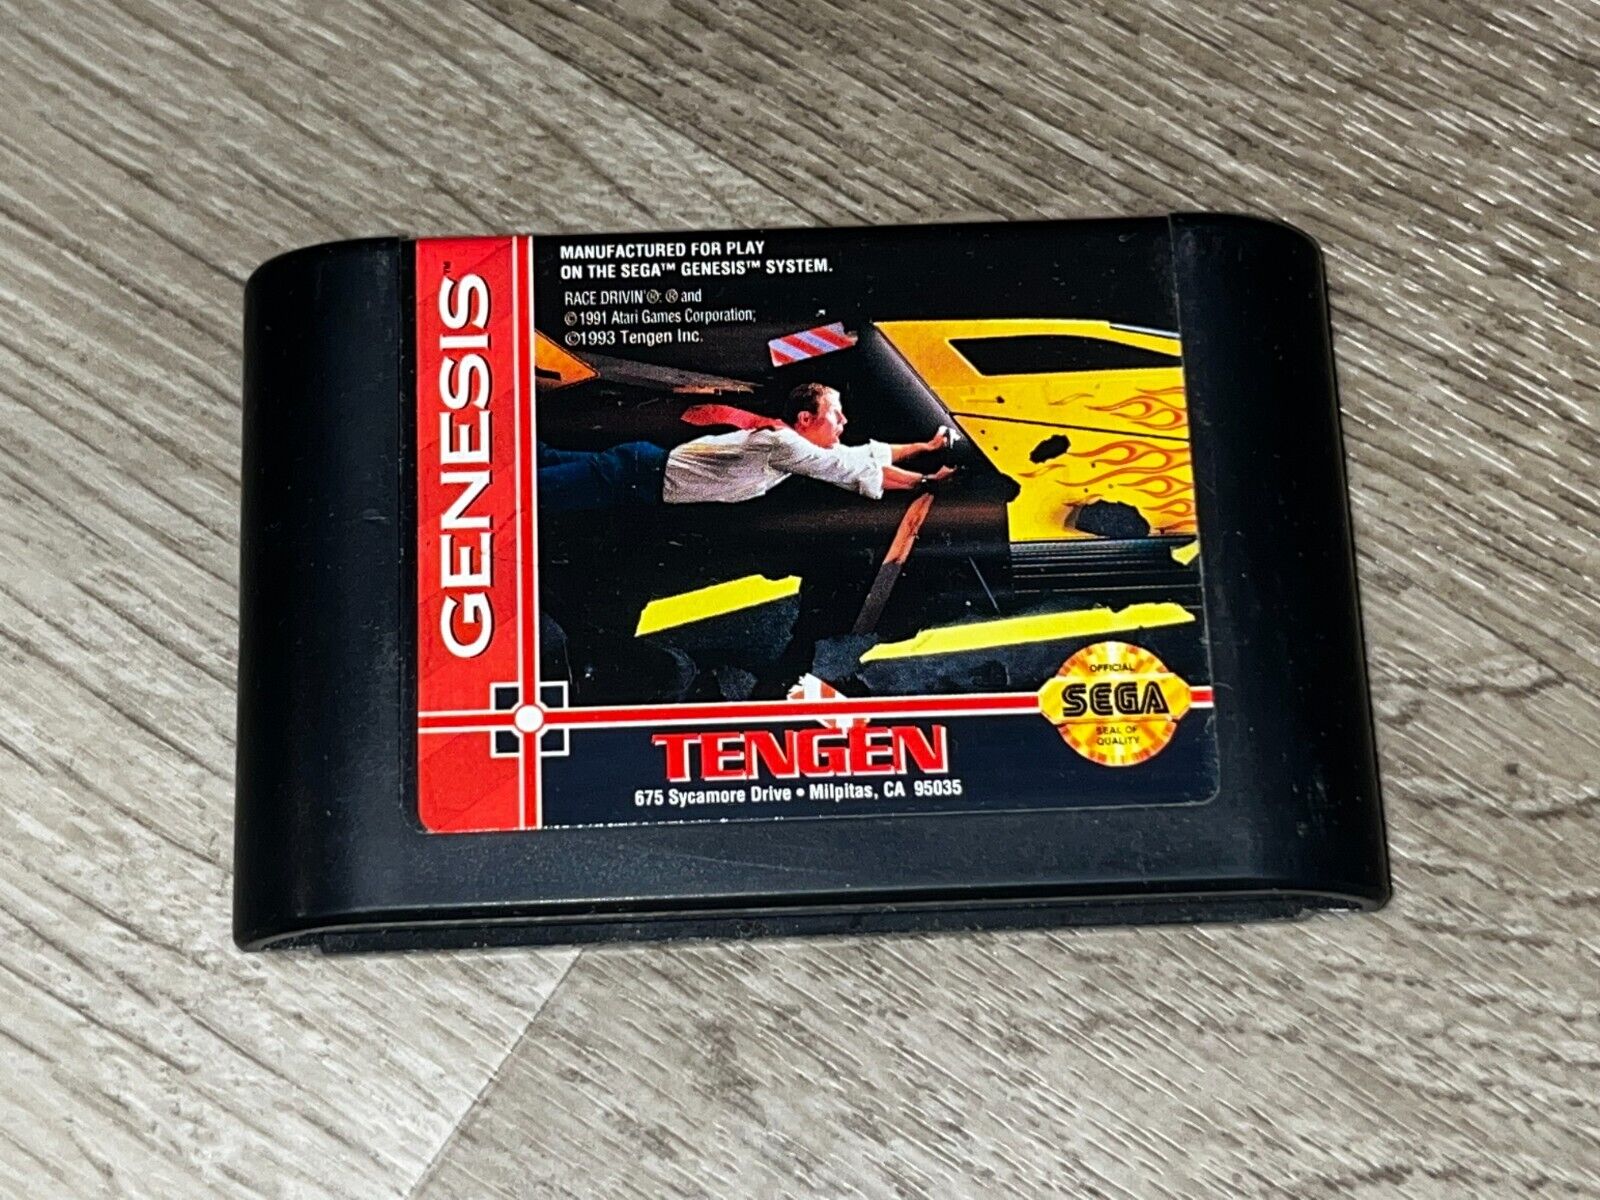 GENESIS™
MANUFACTURED FOR PLAY
ON THE SEGA™ GENESIS™ SYSTEM.
RACE DRIVIN'®: ® and
©1991 Atari Games Corporation;
©1993 Tengen Inc.
OFFICIAL
SEGA
SEAL OF
QUALITY
TENGEN
675 Sycamore Drive • Milpitas, CA 95035